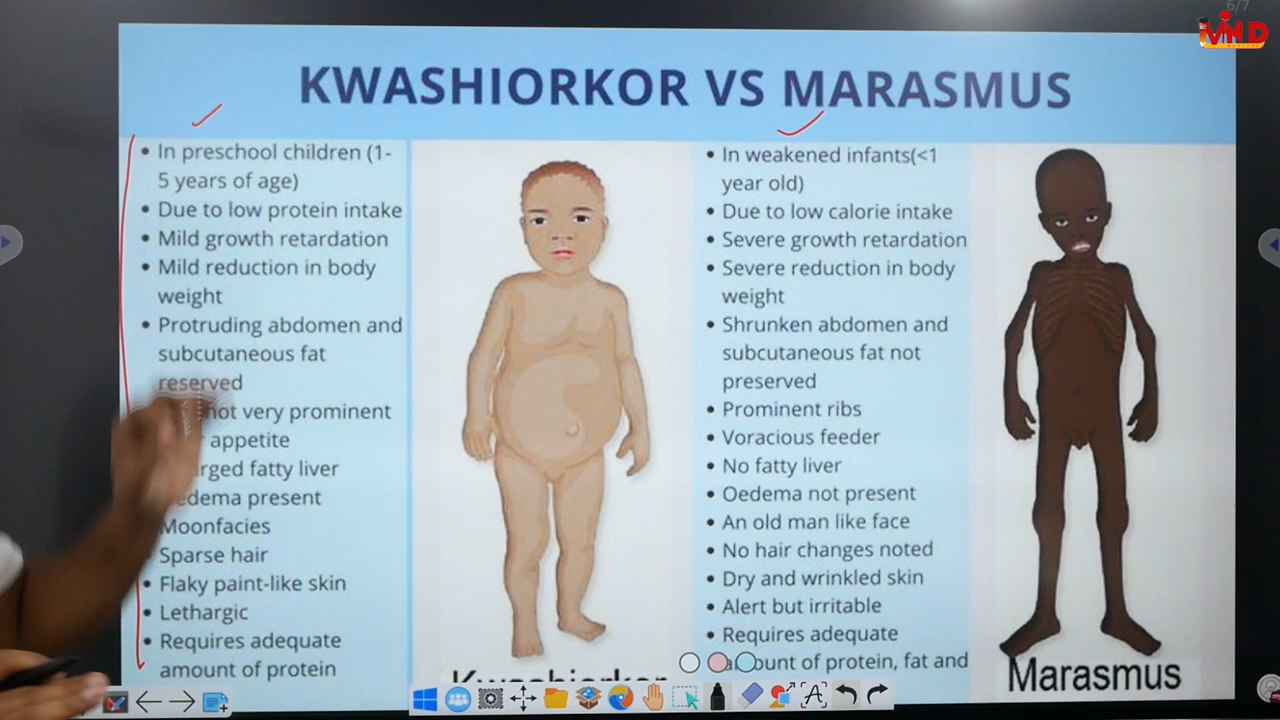 6/7
MIND
KWASHIORKOR VS MARASMUS
• In preschool children (1-
5 years of age)
• Due to low protein intake
• Mild growth retardation
• Mild reduction in body
weight
• Protruding abdomen and
subcutaneous fat
reserved
not very prominent
appetite
fatty liver
present
Moonfacies
Sparse hair
• Flaky paint-like skin
• Lethargic
• Requires adequate
amount of protein
Kwashiorkor
• In weakened infants(<1
year old)
• Due to low calorie intake
• Severe growth retardation
• Severe reduction in body
weight
• Shrunken abdomen and
subcutaneous fat not
preserved
• Prominent ribs
• Voracious feeder
• No fatty liver
• Oedema not present
• An old man like face
• No hair changes noted
• Dry and wrinkled skin
• Alert but irritable
• Requires adequate
of protein, fat and
Marasmus